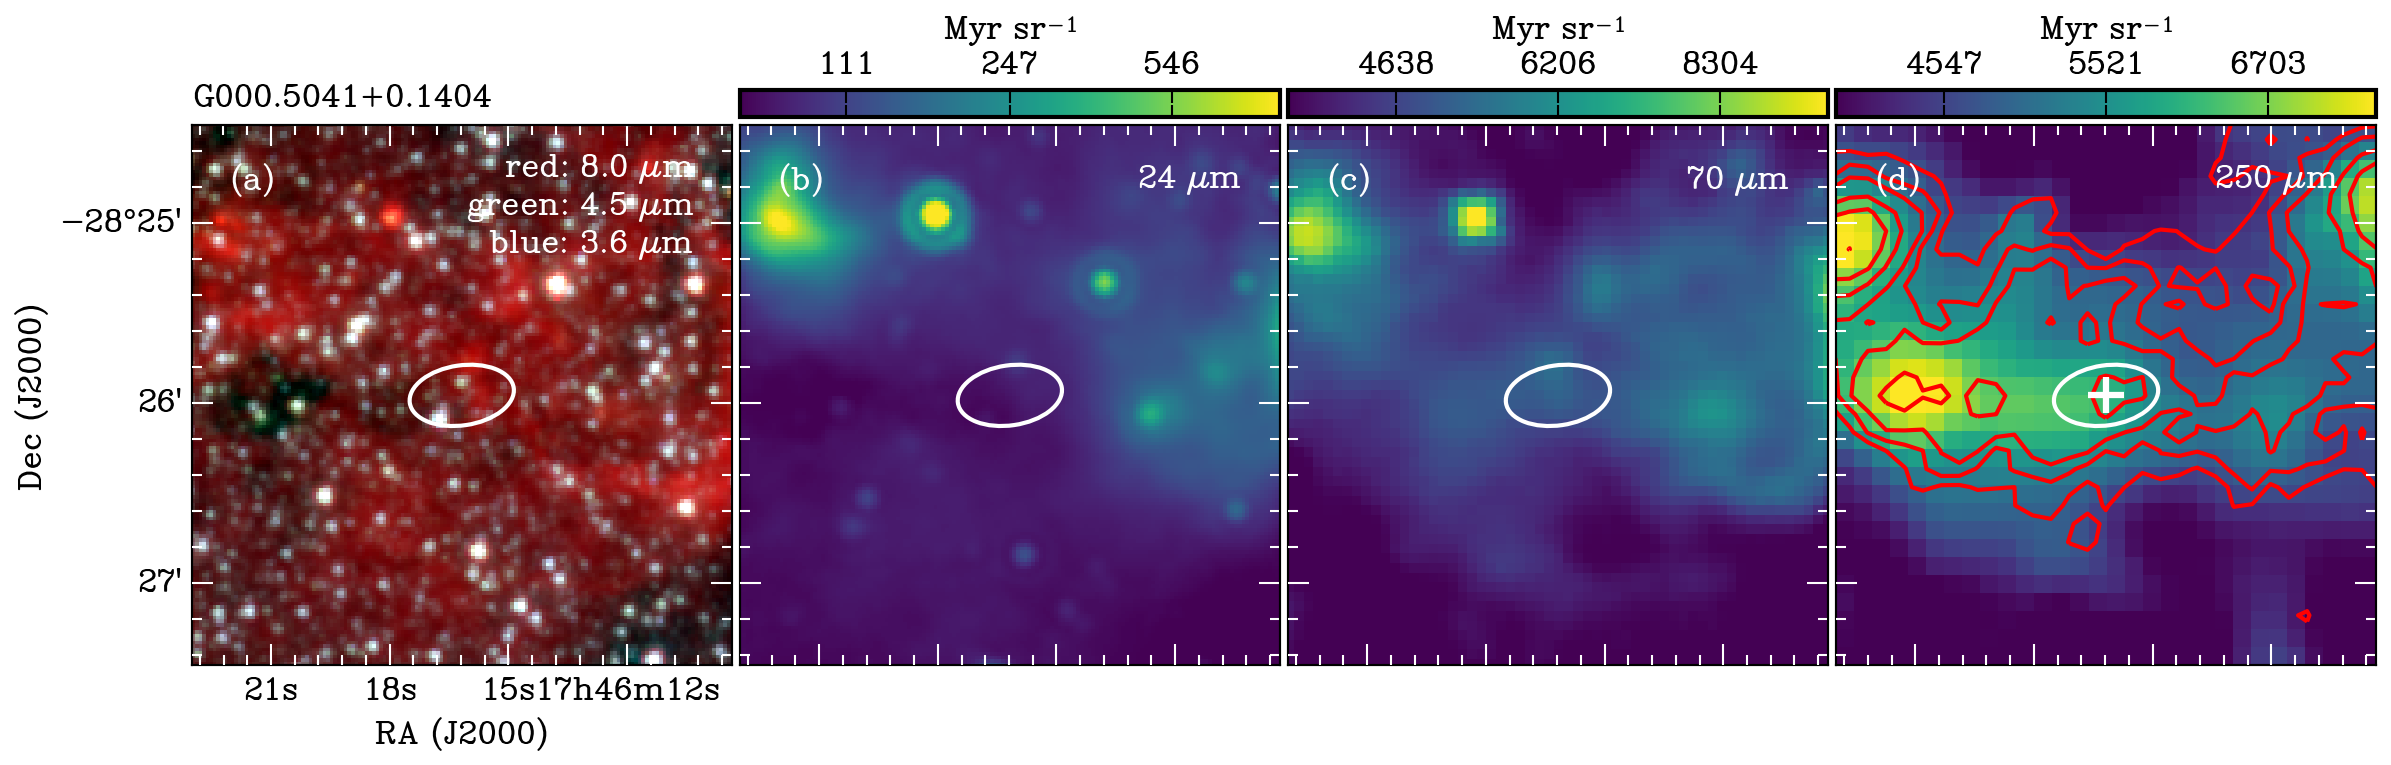 Myr sr⁻¹
111 247 546
Myr sr⁻¹
4638 6206 8304
Myr sr⁻¹
4547 5521 6703
G000.5041+0.1404
(a)
red: 8.0 μm
green: 4.5 μm
blue: 3.6 μm
(b)
24 μm
(c)
70 μm
(d)
250 μm
−28°25'
26'
27'
Dec (J2000)
21s 18s 15s17h46m12s
RA (J2000)